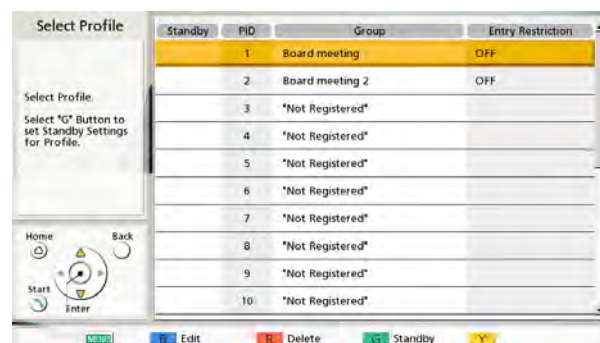 Select Profile
Select Profile.
Select "G" Button to
set Standby Settings
for Profile.
Home
Back
Start
Enter
Standby PID Group Entry Restriction
1 Board meeting OFF
2 Board meeting 2 OFF
3 "Not Registered"
4 "Not Registered"
5 "Not Registered"
6 "Not Registered"
7 "Not Registered"
8 "Not Registered"
9 "Not Registered"
10 "Not Registered"
MENU B Edit R Delete G Standby Y